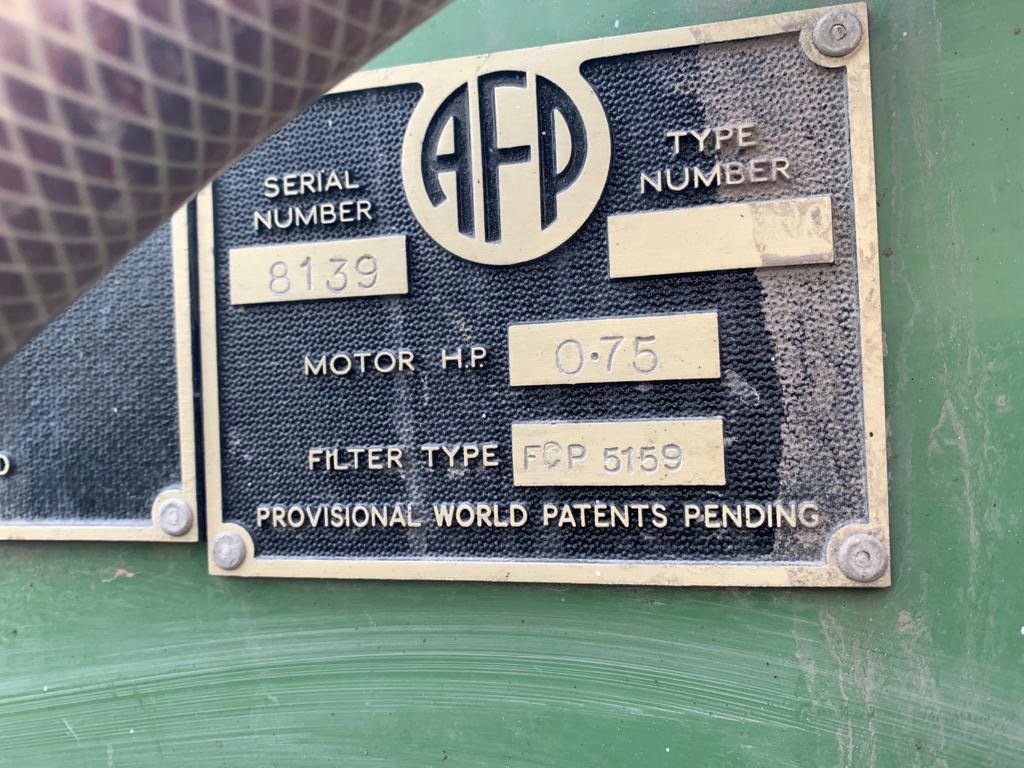 AFP
SERIAL NUMBER
8139
TYPE NUMBER
MOTOR H.P. 0.75
FILTER TYPE FCP 5159
PROVISIONAL WORLD PATENTS PENDING